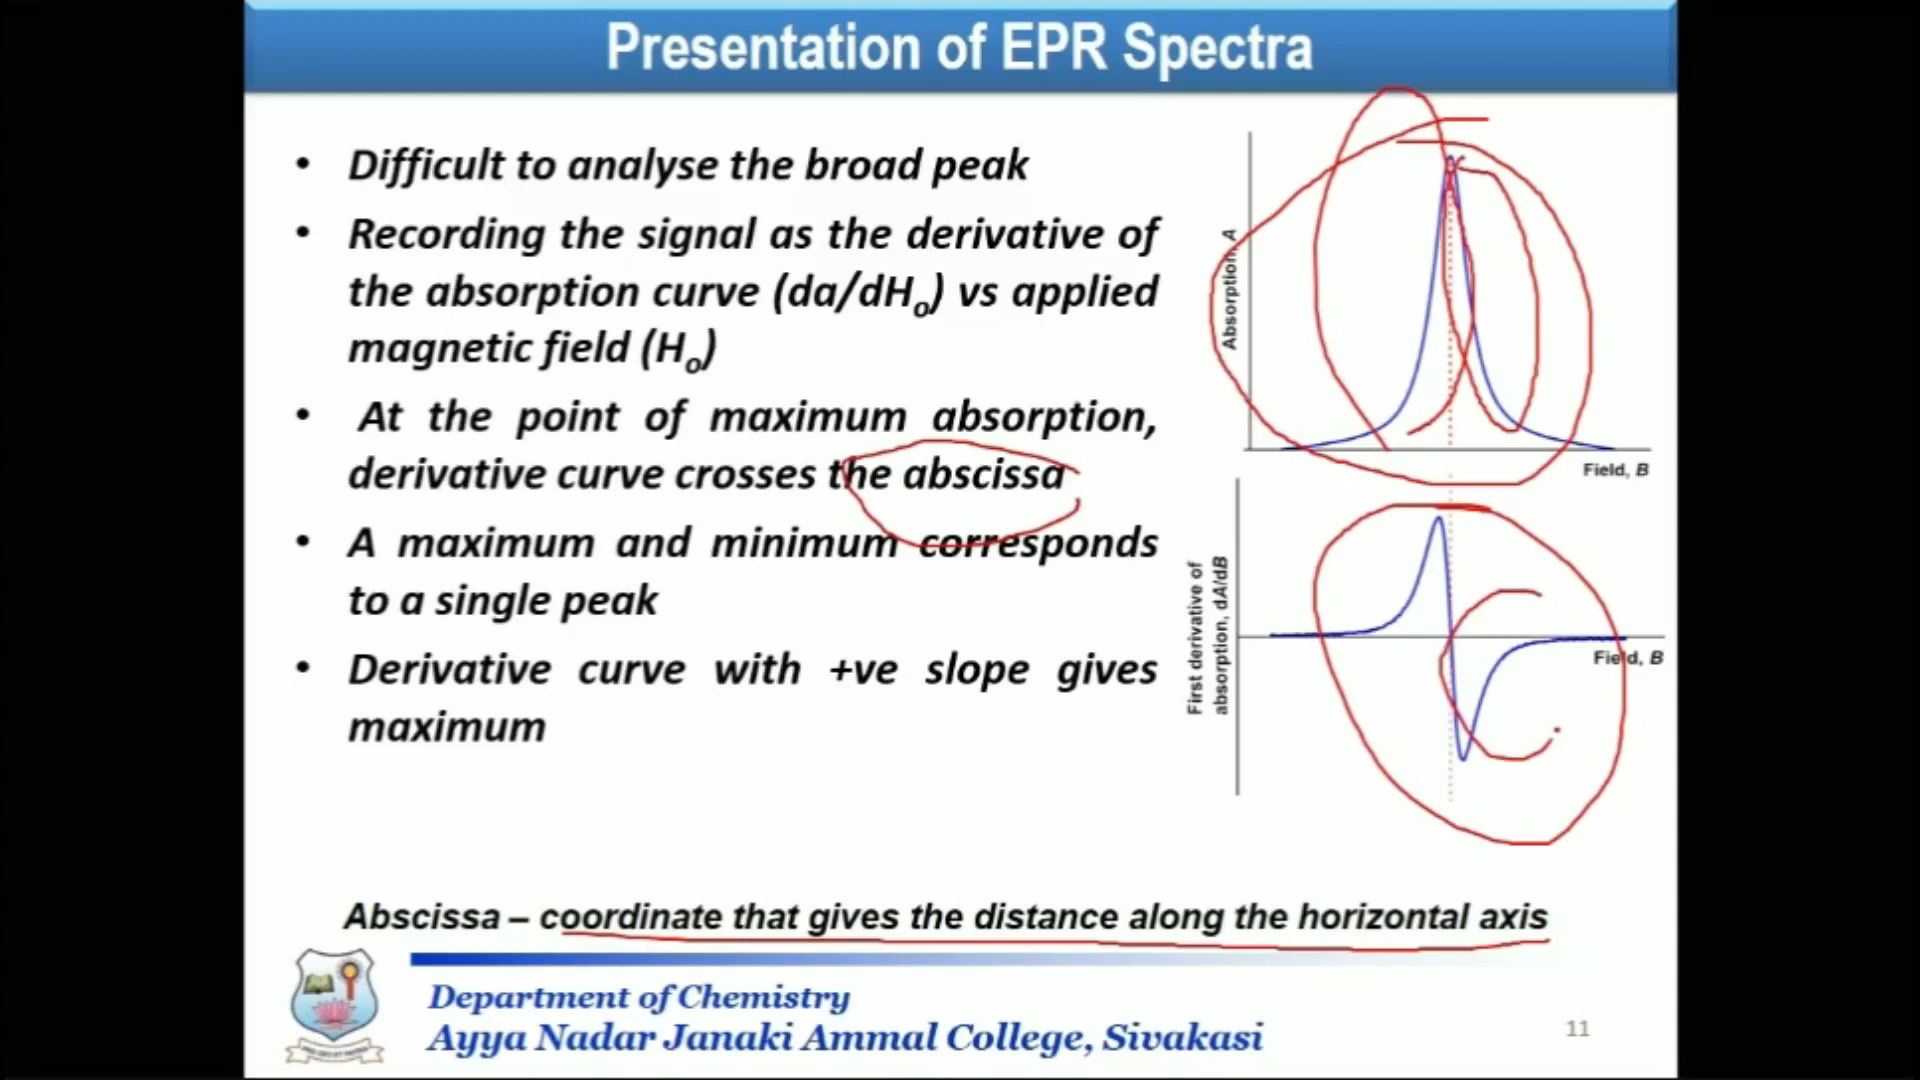 Presentation of EPR Spectra
• Difficult to analyse the broad peak
• Recording the signal as the derivative of
the absorption curve (da/dHo) vs applied
magnetic field (Ho)
• At the point of maximum absorption,
derivative curve crosses the abscissa
• A maximum and minimum corresponds
to a single peak
• Derivative curve with +ve slope gives
maximum
Absorption, A
Field, B
First derivative of
absorption, dA/dB
Field, B
Abscissa – coordinate that gives the distance along the horizontal axis
Department of Chemistry
Ayya Nadar Janaki Ammal College, Sivakasi
11